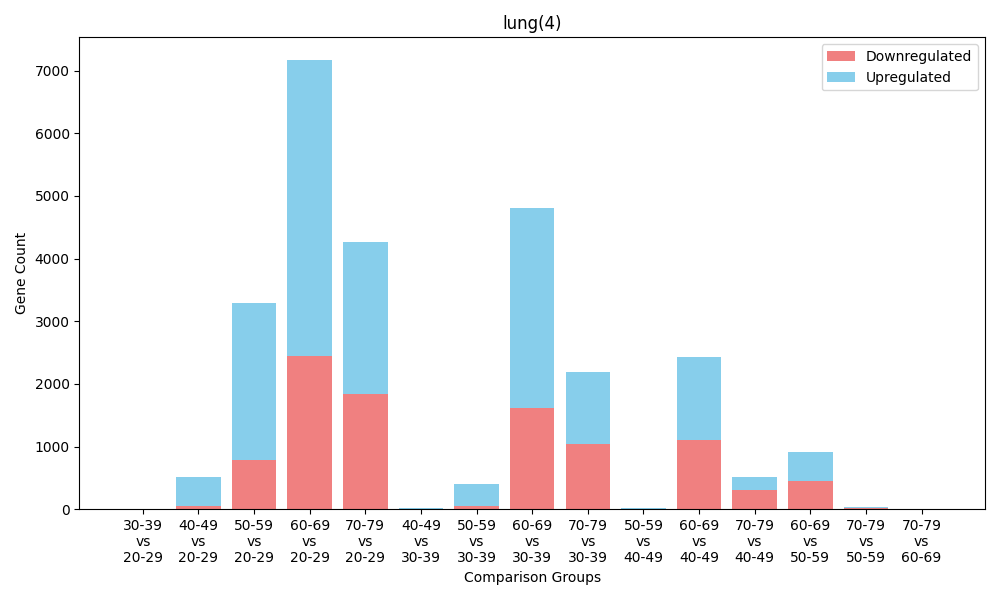 lung(4)
Downregulated
Upregulated
Gene Count
7000
6000
5000
4000
3000
2000
1000
0
30-39 40-49 50-59 60-69 70-79 40-49 50-59 60-69 70-79 50-59 60-69 70-79 60-69 70-79 70-79
vs vs vs vs vs vs vs vs vs vs vs vs vs vs vs
20-29 20-29 20-29 20-29 20-29 30-39 30-39 30-39 30-39 40-49 40-49 40-49 50-59 50-59 60-69
Comparison Groups